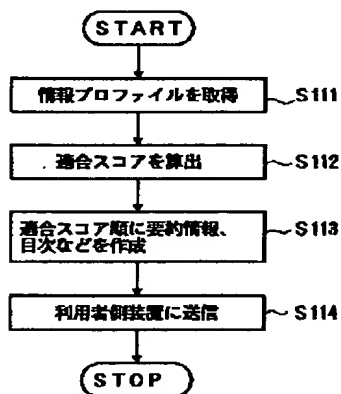 START
情報プロファイルを取得
S111
適合スコアを算出
S112
適合スコア順に要約情報、
目次などを作成
S113
利用者側装置に送信
S114
STOP